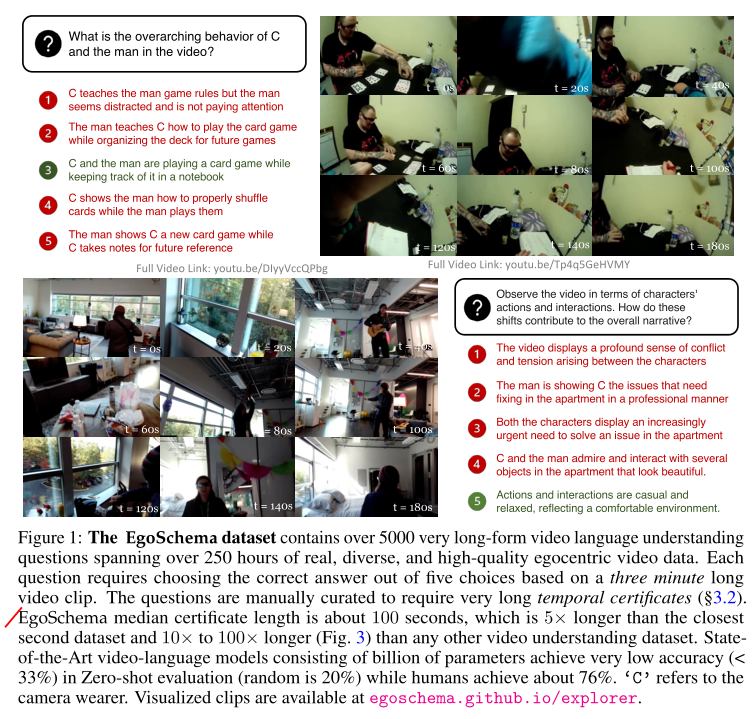 What is the overarching behavior of C
and the man in the video?
1 C teaches the man game rules but the man
seems distracted and is not paying attention
2 The man teaches C how to play the card game
while organizing the deck for future games
3 C and the man are playing a card game while
keeping track of it in a notebook
4 C shows the man how to properly shuffle
cards while the man plays them
5 The man shows C a new card game while
C takes notes for future reference
t = 0s
t = 20s
t = 40s
t = 60s
t = 80s
t = 100s
t = 120s
t = 140s
t = 180s
Full Video Link: youtu.be/DIyyVccQPbg
Full Video Link: youtu.be/Tp4q5GeHVMY
t = 0s
t = 20s
t = 40s
t = 60s
t = 80s
t = 100s
t = 120s
t = 140s
t = 180s
?
Observe the video in terms of characters'
actions and interactions. How do these
shifts contribute to the overall narrative?
1 The video displays a profound sense of conflict
and tension arising between the characters
2 The man is showing C the issues that need
fixing in the apartment in a professional manner
3 Both the characters display an increasingly
urgent need to solve an issue in the apartment
4 C and the man admire and interact with several
objects in the apartment that look beautiful.
5 Actions and interactions are casual and
relaxed, reflecting a comfortable environment.
Figure 1: The EgoSchema dataset contains over 5000 very long-form video language understanding
questions spanning over 250 hours of real, diverse, and high-quality egocentric video data. Each
question requires choosing the correct answer out of five choices based on a three minute long
video clip. The questions are manually curated to require very long temporal certificates (§3.2).
EgoSchema median certificate length is about 100 seconds, which is 5× longer than the closest
second dataset and 10× to 100× longer (Fig. 3) than any other video understanding dataset. State-
of-the-Art video-language models consisting of billion of parameters achieve very low accuracy (<
33%) in Zero-shot evaluation (random is 20%) while humans achieve about 76%. ‘C’ refers to the
camera wearer. Visualized clips are available at egoschema.github.io/explorer.